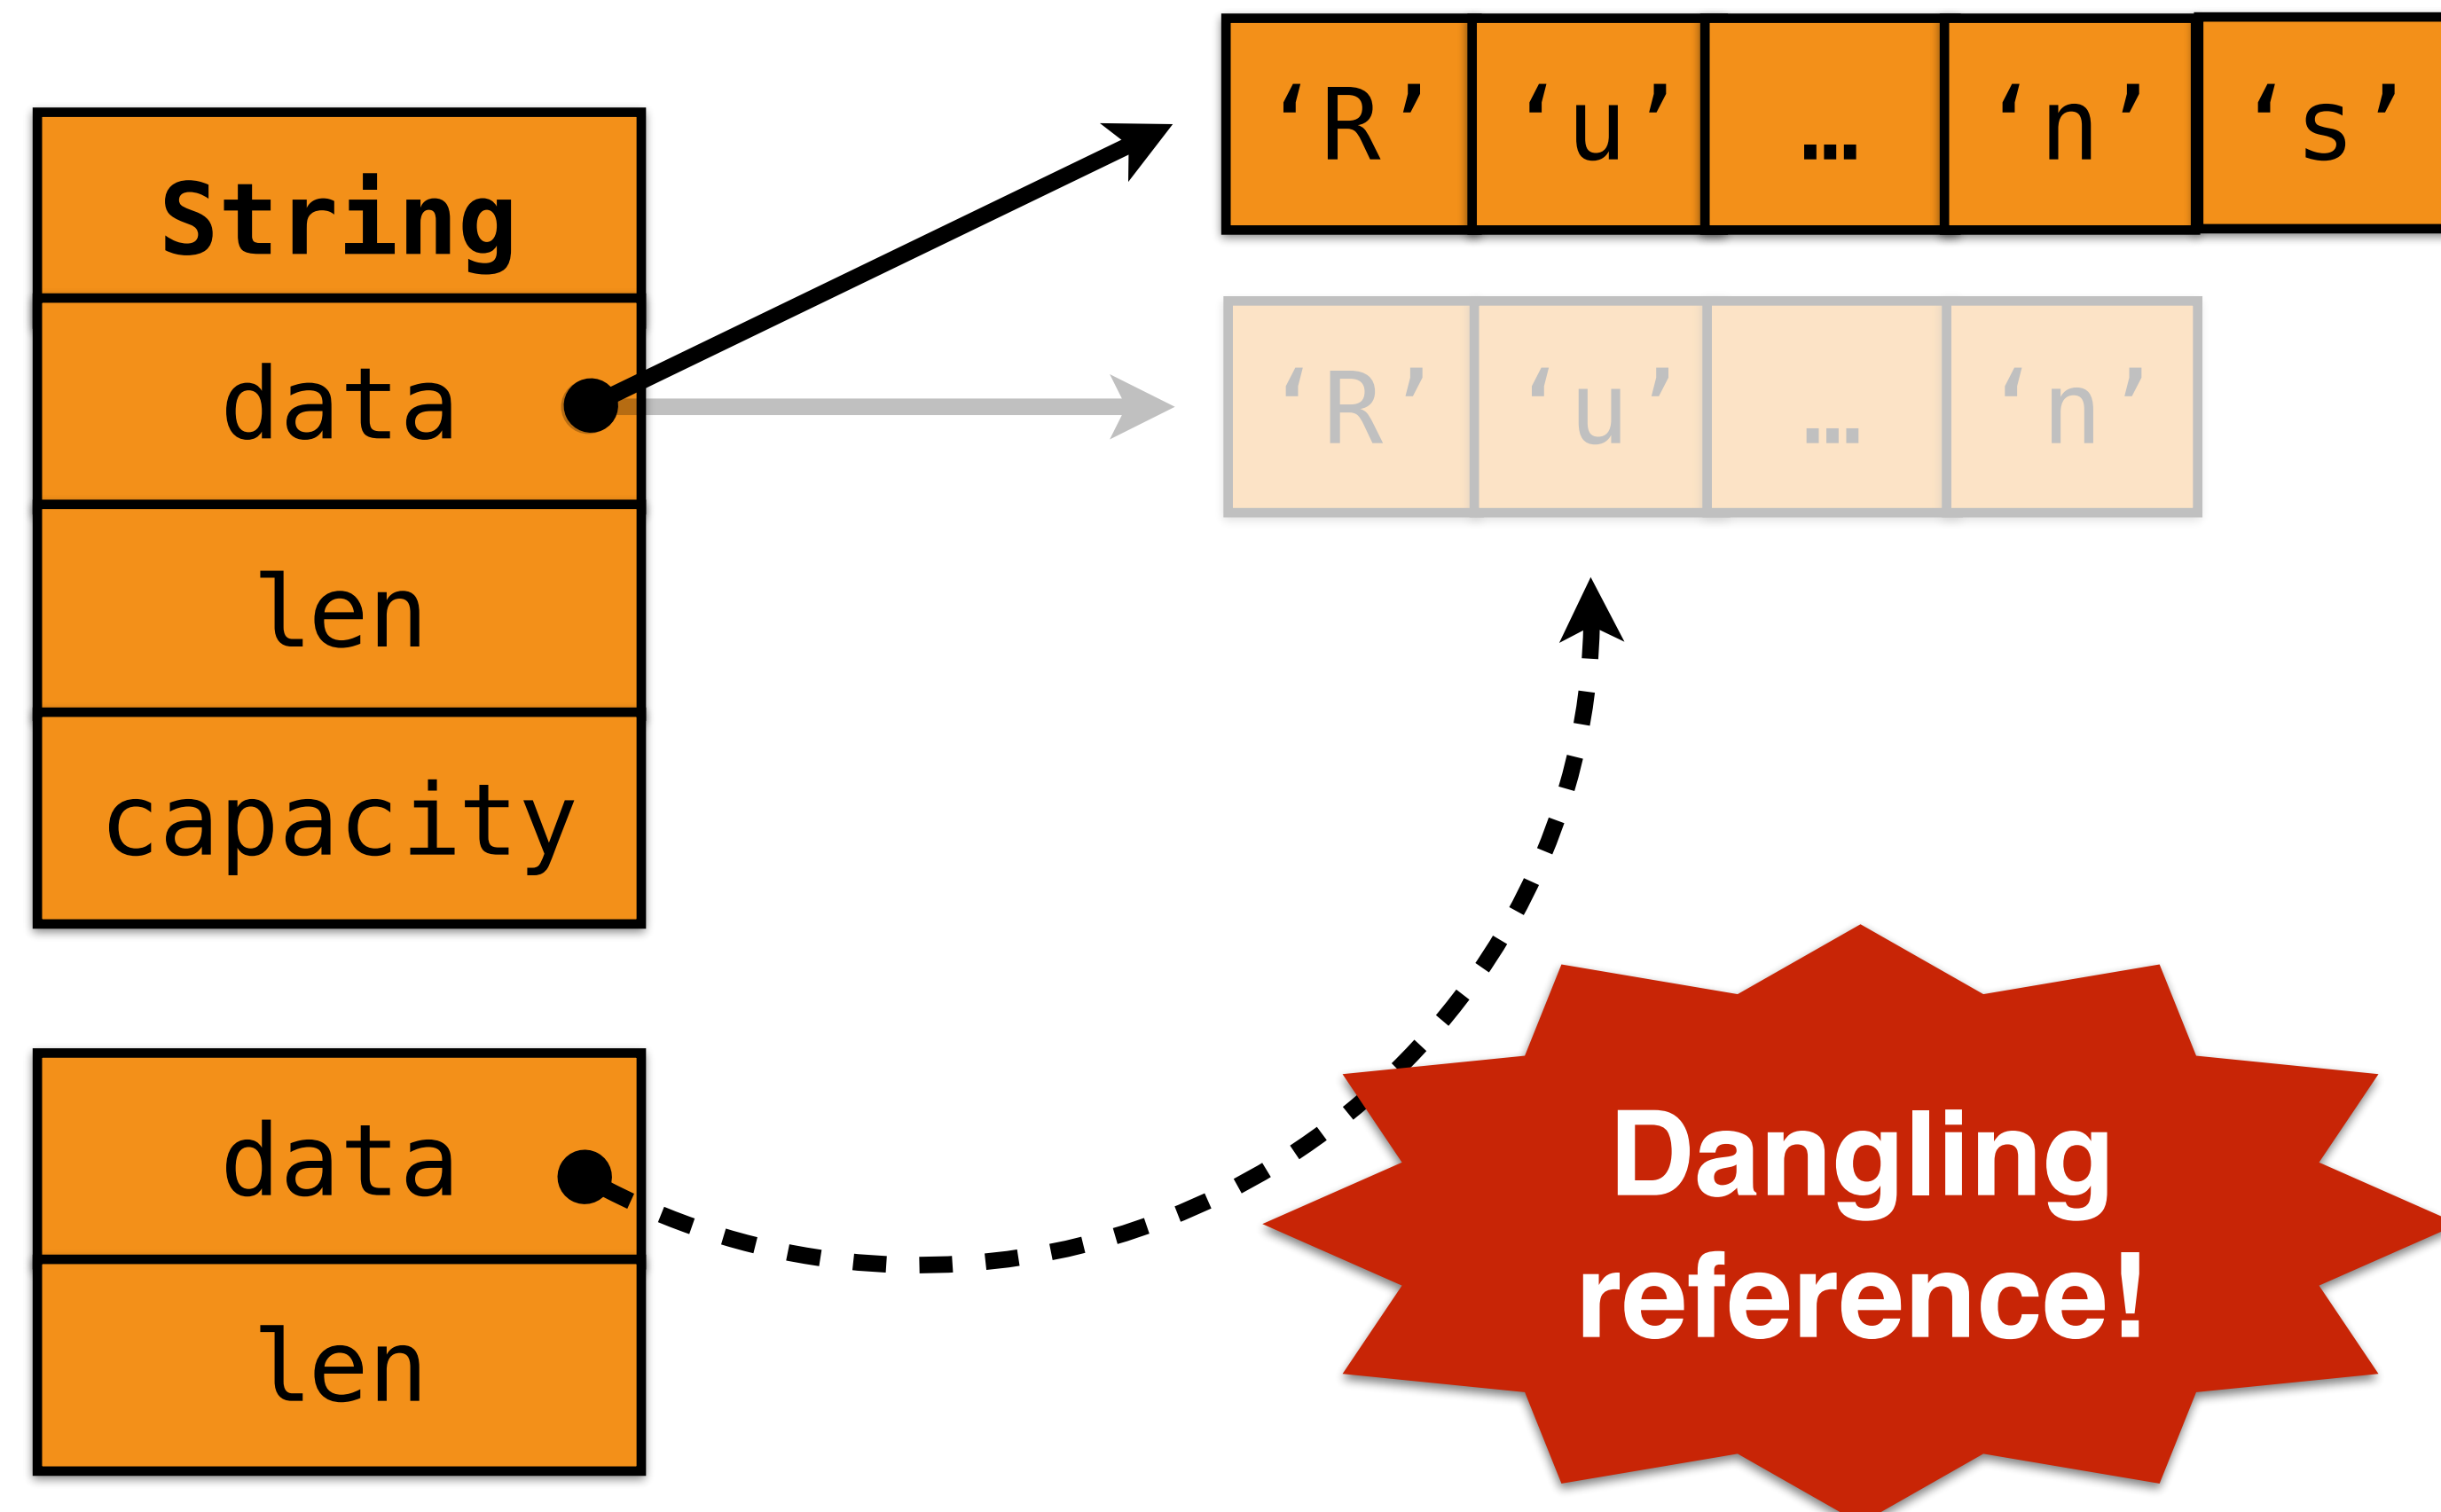 String
data
len
capacity
‘R’ ‘u’ … ‘n’ ‘s’
‘R’ ‘u’ … ‘n’
data
len
Dangling
reference!